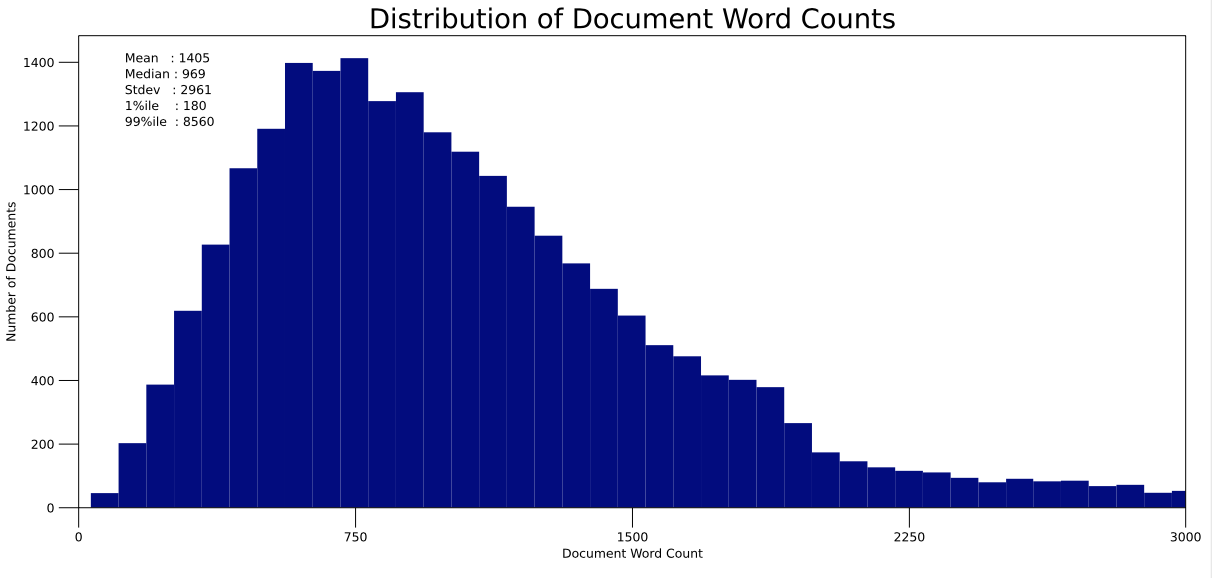 Distribution of Document Word Counts
Mean : 1405
Median : 969
Stdev : 2961
1%ile : 180
99%ile : 8560
Number of Documents
1400
1200
1000
800
600
400
200
0
0 750 1500 2250 3000
Document Word Count